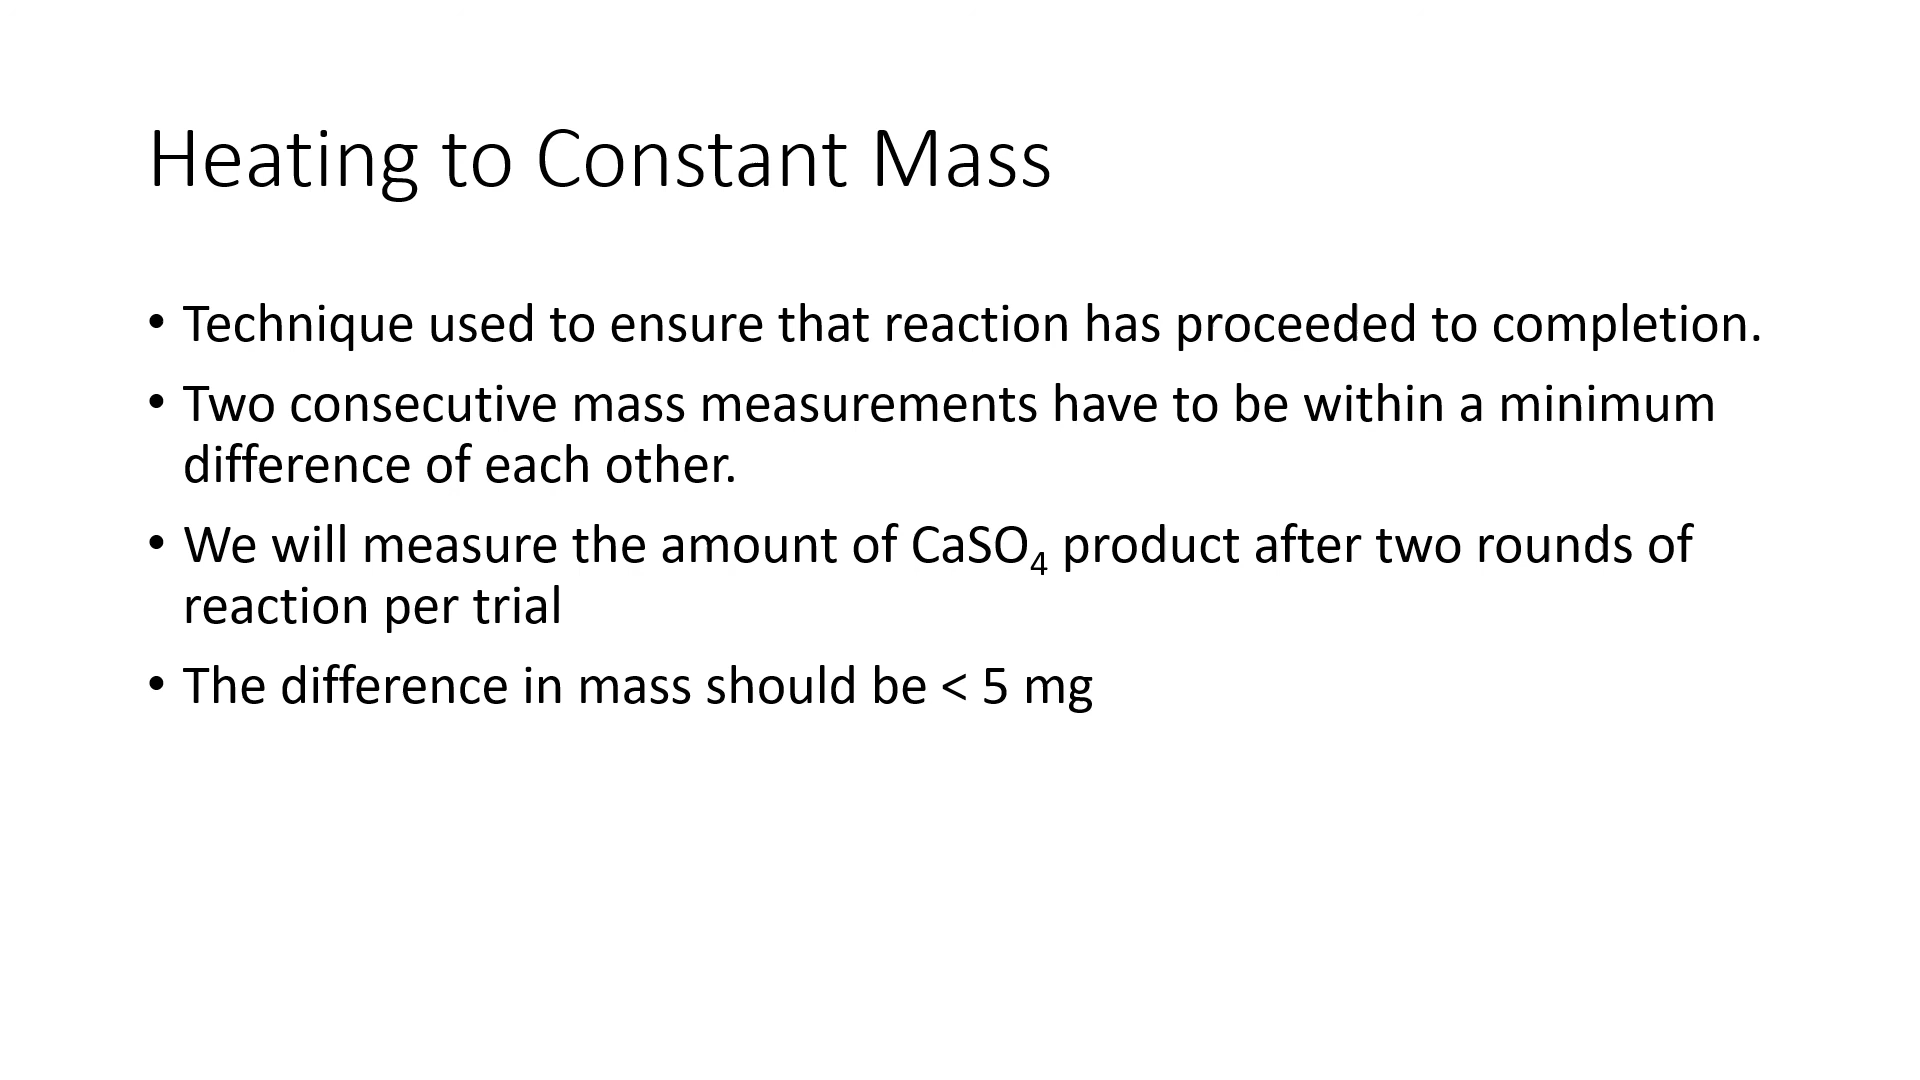 Heating to Constant Mass
• Technique used to ensure that reaction has proceeded to completion.
• Two consecutive mass measurements have to be within a minimum
difference of each other.
• We will measure the amount of CaSO₄ product after two rounds of
reaction per trial
• The difference in mass should be < 5 mg